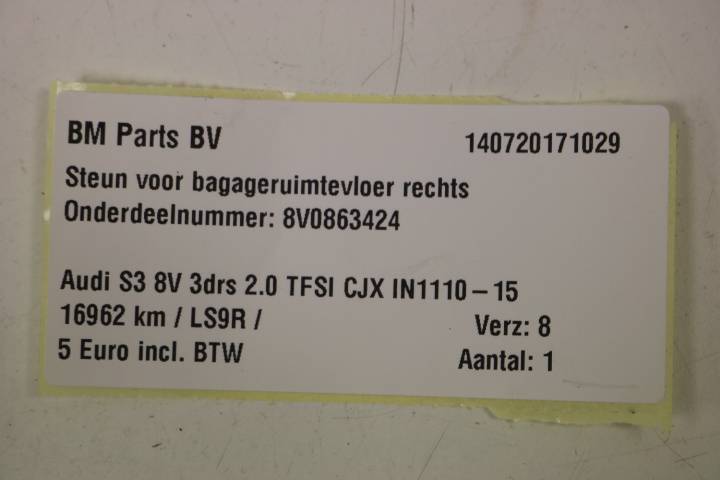 BM Parts BV 140720171029
Steun voor bagageruimtevloer rechts
Onderdeelnummer: 8V0863424
Audi S3 8V 3drs 2.0 TFSI CJX IN1110-15
16962 km / LS9R / Verz: 8
5 Euro incl. BTW Aantal: 1